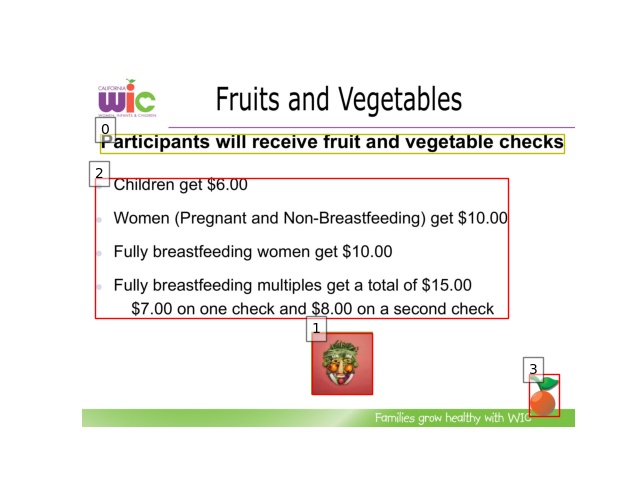 CALIFORNIA
WIC
WOMEN, INFANTS & CHILDREN
Fruits and Vegetables
0
Participants will receive fruit and vegetable checks
2
Children get $6.00
Women (Pregnant and Non-Breastfeeding) get $10.00
Fully breastfeeding women get $10.00
Fully breastfeeding multiples get a total of $15.00
$7.00 on one check and $8.00 on a second check
1
3
Families grow healthy with WIC